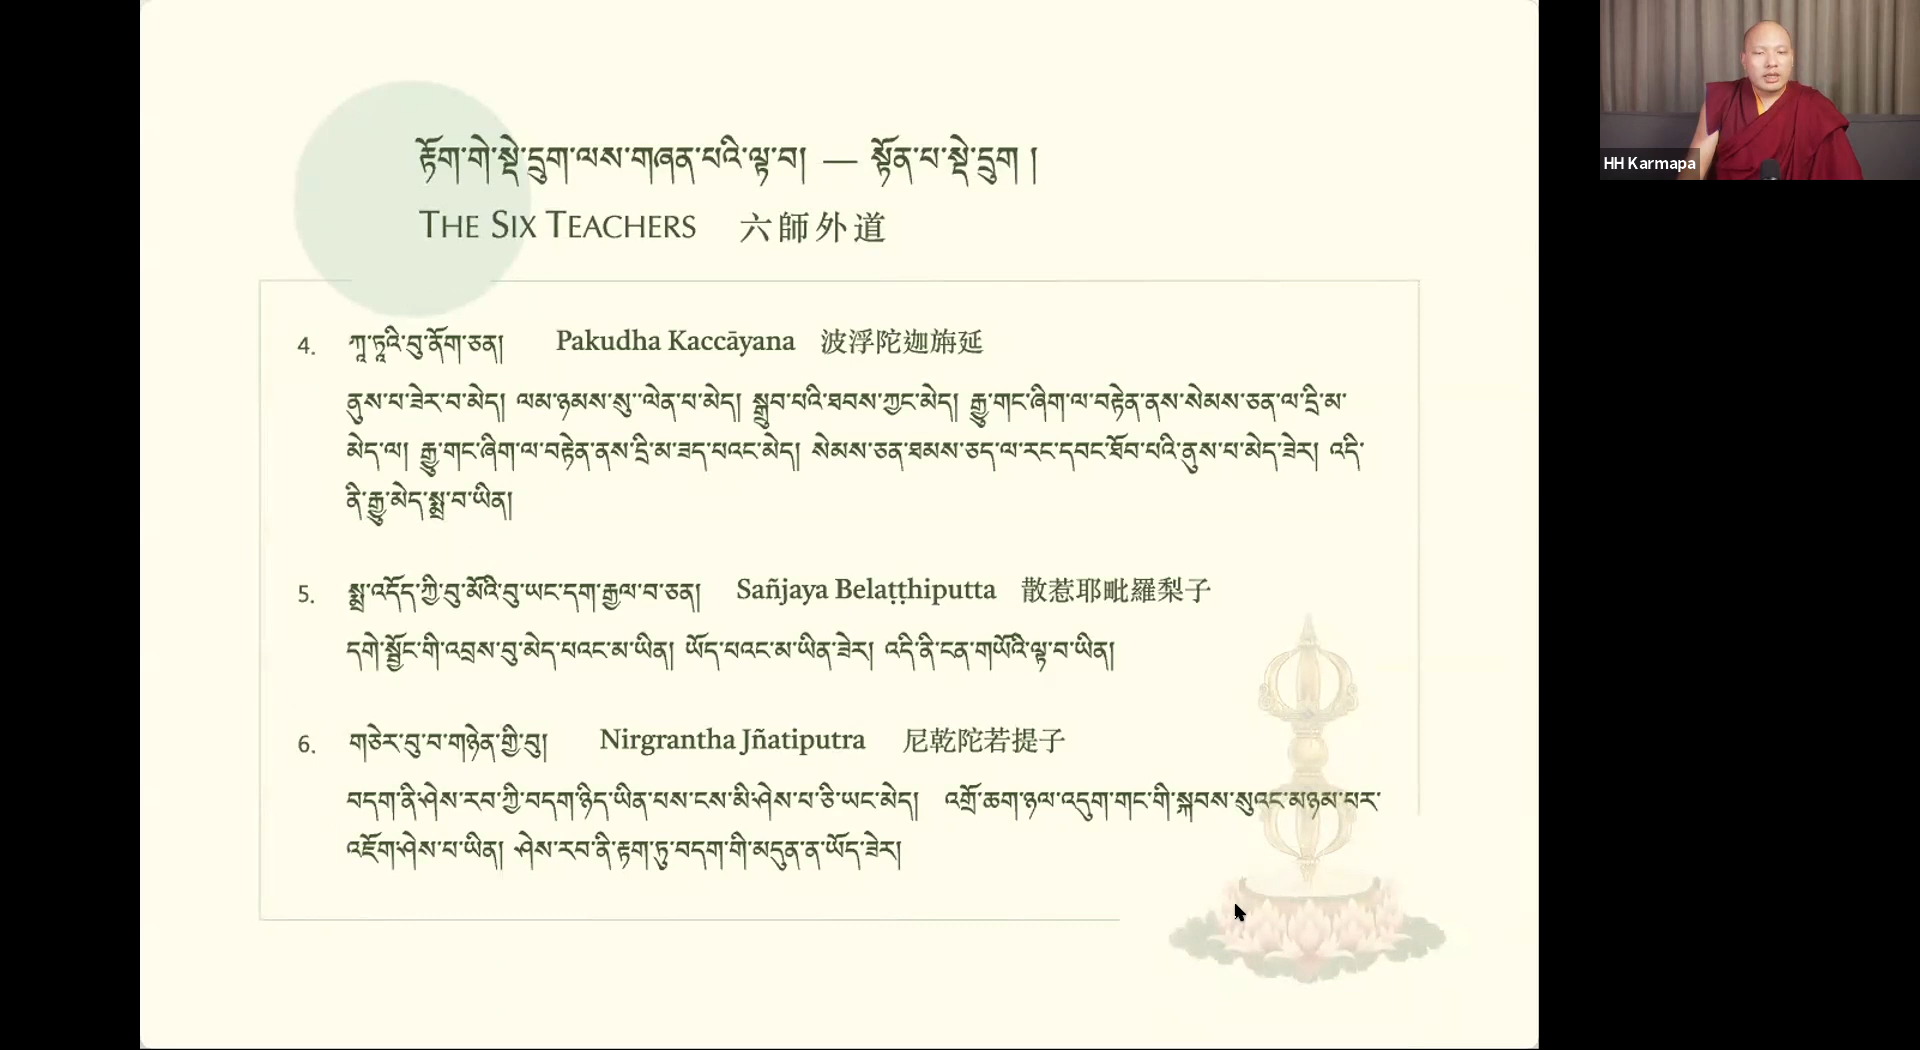 རྟོག་གེ་སྡེ་དྲུག་ལས་གཞན་པའི་ལྟ་བ། — སྟོན་པ་སྡེ་དྲུག །
THE SIX TEACHERS 六師外道
4. ཀཱ་ཏཱའི་བུ་ནོག་ཅན། Pakudha Kaccāyana 波浮陀迦旃延
ནུས་པ་ཟེར་བ་མེད། ལམ་ཉམས་སུ་ལེན་པ་མེད། སྒྲུབ་པའི་ཐབས་ཀྱང་མེད། རྒྱུ་གང་ཞིག་ལ་བརྟེན་ནས་སེམས་ཅན་ལ་དྲི་མ་
མེད་ལ། རྒྱུ་གང་ཞིག་ལ་བརྟེན་ནས་དྲི་མ་ཟད་པའང་མེད། སེམས་ཅན་ཐམས་ཅད་ལ་རང་དབང་ཐོབ་པའི་ནུས་པ་མེད་ཟེར། འདི་
ནི་རྒྱུ་མེད་སྨྲ་བ་ཡིན།
5. སྨྲ་འདོད་ཀྱི་བུ་མོའི་བུ་ཡང་དག་རྒྱལ་བ་ཅན། Sañjaya Belaṭṭhiputta 散惹耶毗羅梨子
དགེ་སྦྱོང་གི་འབྲས་བུ་མེད་པའང་མ་ཡིན། ཡོད་པའང་མ་ཡིན་ཟེར། འདི་ནི་ངན་གཡོའི་ལྟ་བ་ཡིན།
6. གཅེར་བུ་བ་གཉེན་གྱི་བུ། Nirgrantha Jñatiputra 尼乾陀若提子
བདག་ནི་ཤེས་རབ་ཀྱི་བདག་ཉིད་ཡིན་པས་ངས་མི་ཤེས་པ་ཅི་ཡང་མེད། འགྲོ་ཆག་ཉལ་འདུག་གང་གི་སྐབས་སུའང་མཉམ་པར་
འཇོག་ཤེས་པ་ཡིན། ཤེས་རབ་ནི་རྟག་ཏུ་བདག་གི་མདུན་ན་ཡོད་ཟེར།
HH Karmapa